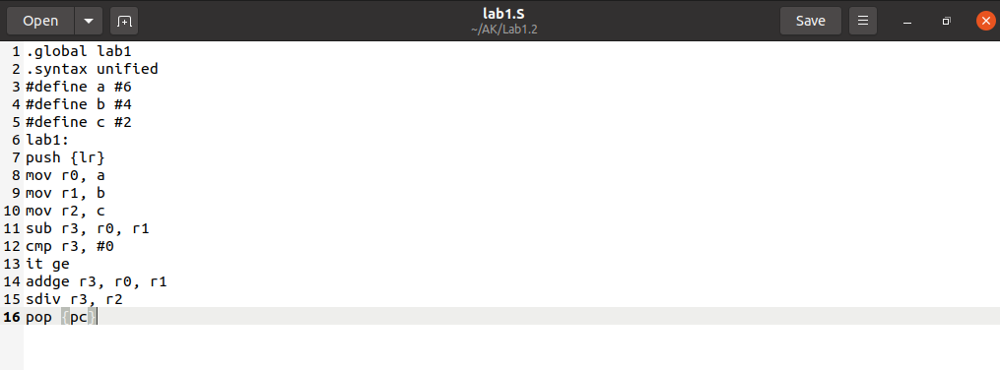 Open
lab1.S
~/AK/Lab1.2
Save
1 .global lab1
2 .syntax unified
3 #define a #6
4 #define b #4
5 #define c #2
6 lab1:
7 push {lr}
8 mov r0, a
9 mov r1, b
10 mov r2, c
11 sub r3, r0, r1
12 cmp r3, #0
13 it ge
14 addge r3, r0, r1
15 sdiv r3, r2
16 pop {pc}